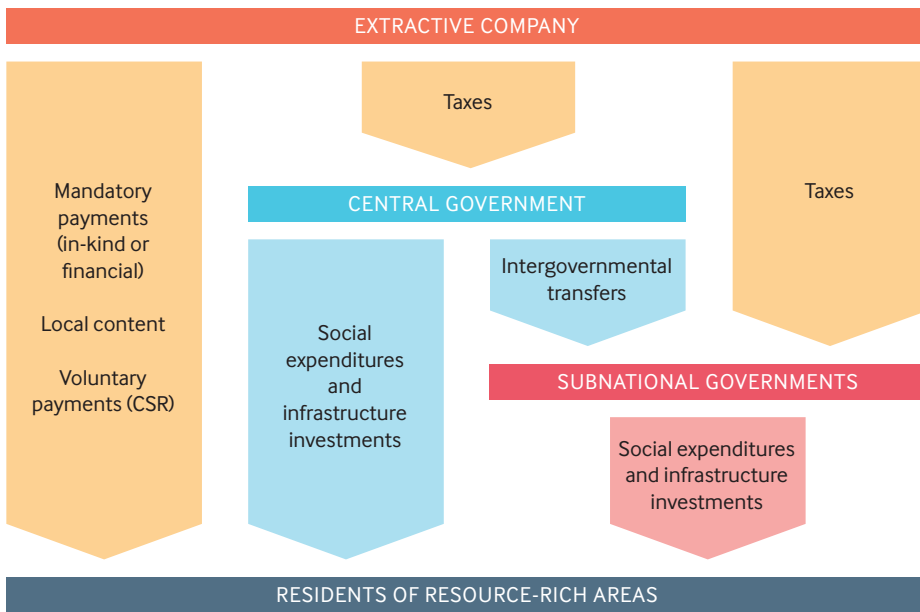 EXTRACTIVE COMPANY
Mandatory
payments
(in-kind or
financial)
Local content
Voluntary
payments (CSR)
Taxes
Taxes
CENTRAL GOVERNMENT
Social
expenditures
and
infrastructure
investments
Intergovernmental
transfers
SUBNATIONAL GOVERNMENTS
Social expenditures
and infrastructure
investments
RESIDENTS OF RESOURCE-RICH AREAS